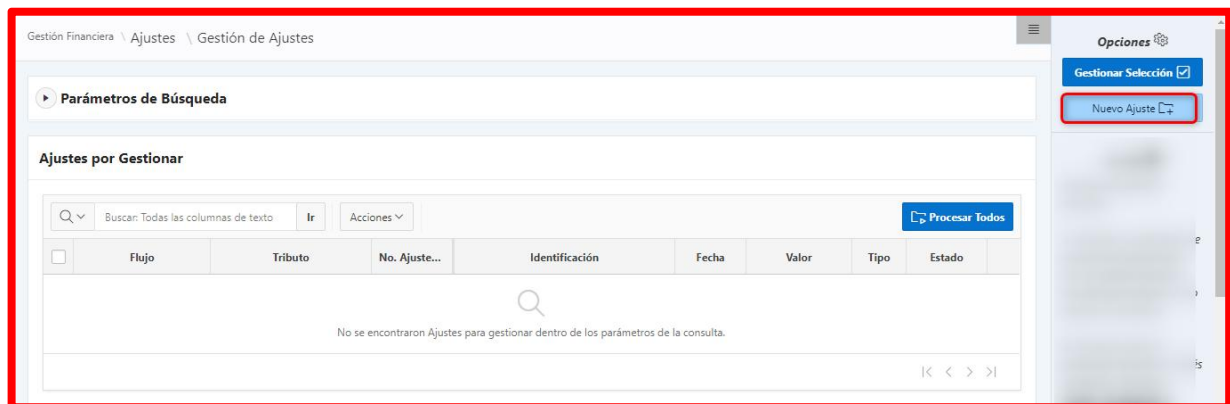 Gestión Financiera \ Ajustes \ Gestión de Ajustes
Opciones
Gestionar Selección
Nuevo Ajuste
Parámetros de Búsqueda
Ajustes por Gestionar
Buscar: Todas las columnas de texto Ir Acciones Procesar Todos
Flujo Tributo No. Ajuste... Identificación Fecha Valor Tipo Estado
No se encontraron Ajustes para gestionar dentro de los parámetros de la consulta.